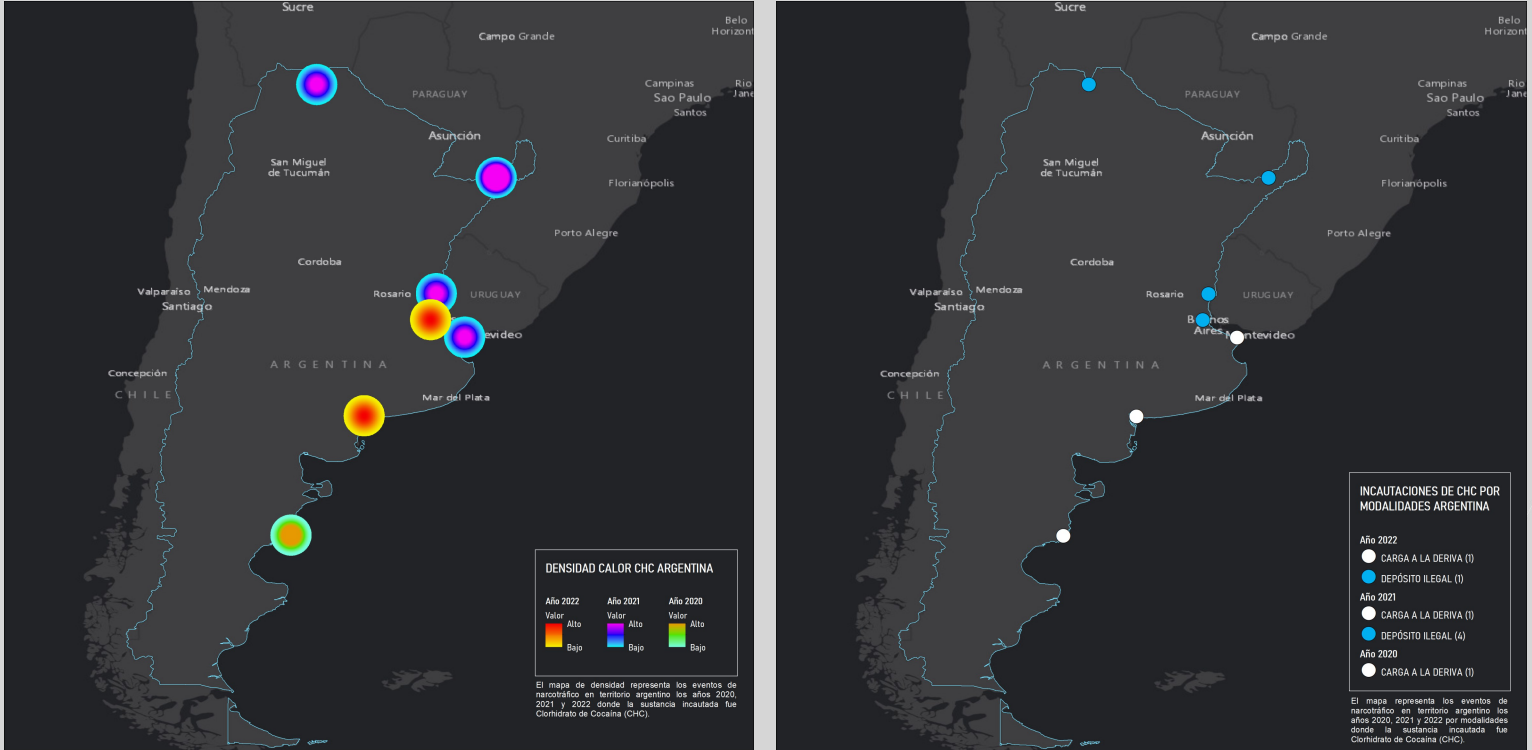 Sucre
Belo
Horizont
Campo Grande
Campinas
Rio
Jane
Sao Paulo
Santos
PARAGUAY
Asunción
Curitiba
San Miguel
de Tucumán
Florianópolis
Porto Alegre
Cordoba
Valparaíso
Mendoza
Rosario
URUGUAY
Santiago
evideo
ARGENTINA
Concepción
CHILE
Mar del Plata
DENSIDAD CALOR CHC ARGENTINA
Año 2022 Año 2021 Año 2020
Valor Valor Valor
Alto Alto Alto
Bajo Bajo Bajo
El mapa de densidad representa los eventos de
narcotráfico en territorio argentino los años 2020,
2021 y 2022 donde la sustancia incautada fue
Clorhidrato de Cocaína (CHC).
Sucre
Belo
Horizont
Campo Grande
Campinas
Rio
Jane
Sao Paulo
Santos
PARAGUAY
Asunción
Curitiba
San Miguel
de Tucumán
Florianópolis
Porto Alegre
Cordoba
Valparaíso
Mendoza
Rosario
URUGUAY
Santiago
Aires
ARGENTINA
Concepción
CHILE
Mar del Plata
INCAUTACIONES DE CHC POR
MODALIDADES ARGENTINA
Año 2022
CARGA A LA DERIVA (1)
DEPÓSITO ILEGAL (1)
Año 2021
CARGA A LA DERIVA (1)
DEPÓSITO ILEGAL (4)
Año 2020
CARGA A LA DERIVA (1)
El mapa representa los eventos de
narcotráfico en territorio argentino los
años 2020, 2021 y 2022 por modalidades
donde la sustancia incautada fue
Clorhidrato de Cocaína (CHC).